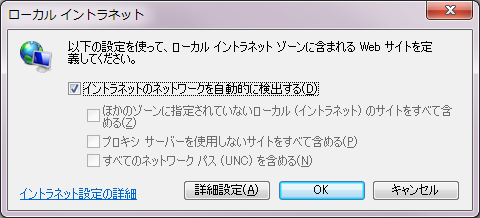 ローカル イントラネット
以下の設定を使って、ローカル イントラネット ゾーンに含まれる Web サイトを定
義してください。
イントラネットのネットワークを自動的に検出する(D)
ほかのゾーンに指定されていないローカル (イントラネット) のサイトをすべて含
める(Z)
プロキシ サーバーを使用しないサイトをすべて含める(P)
すべてのネットワーク パス (UNC) を含める(N)
イントラネット設定の詳細
詳細設定(A)
OK
キャンセル